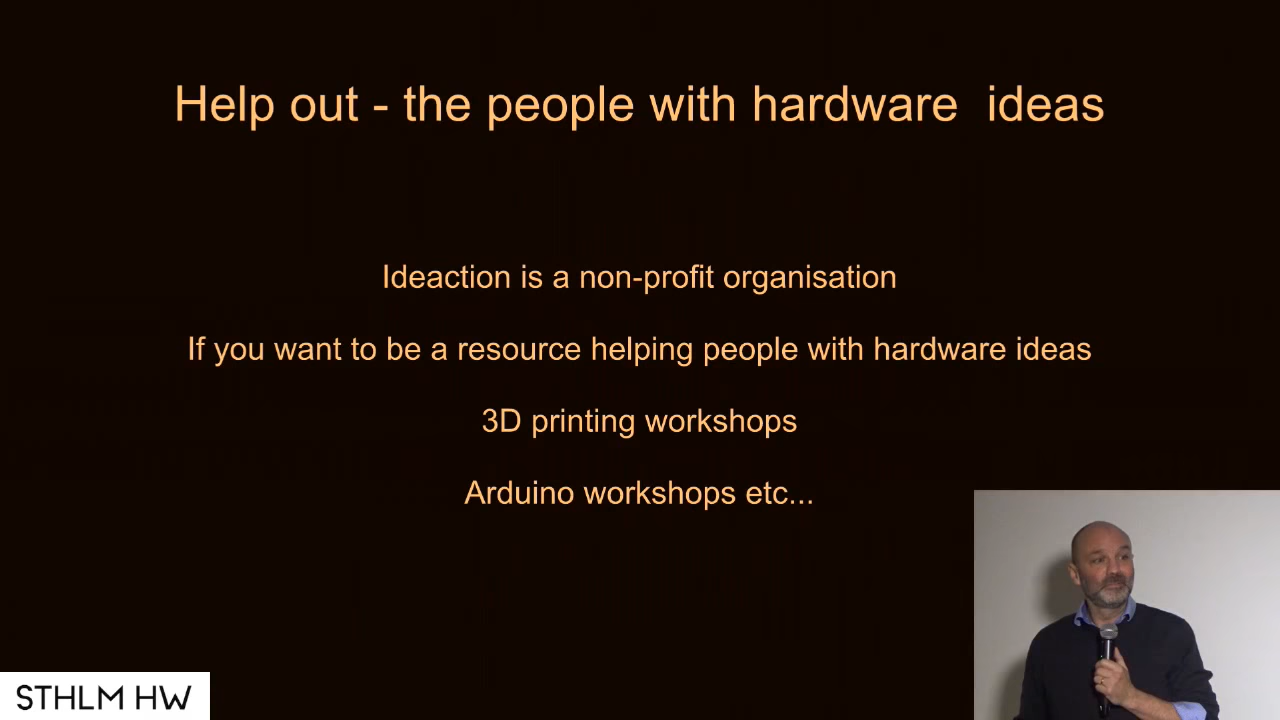 Help out - the people with hardware  ideas
Ideaction is a non-profit organisation
If you want to be a resource helping people with hardware ideas
3D printing workshops
Arduino workshops etc...
STHLM HW